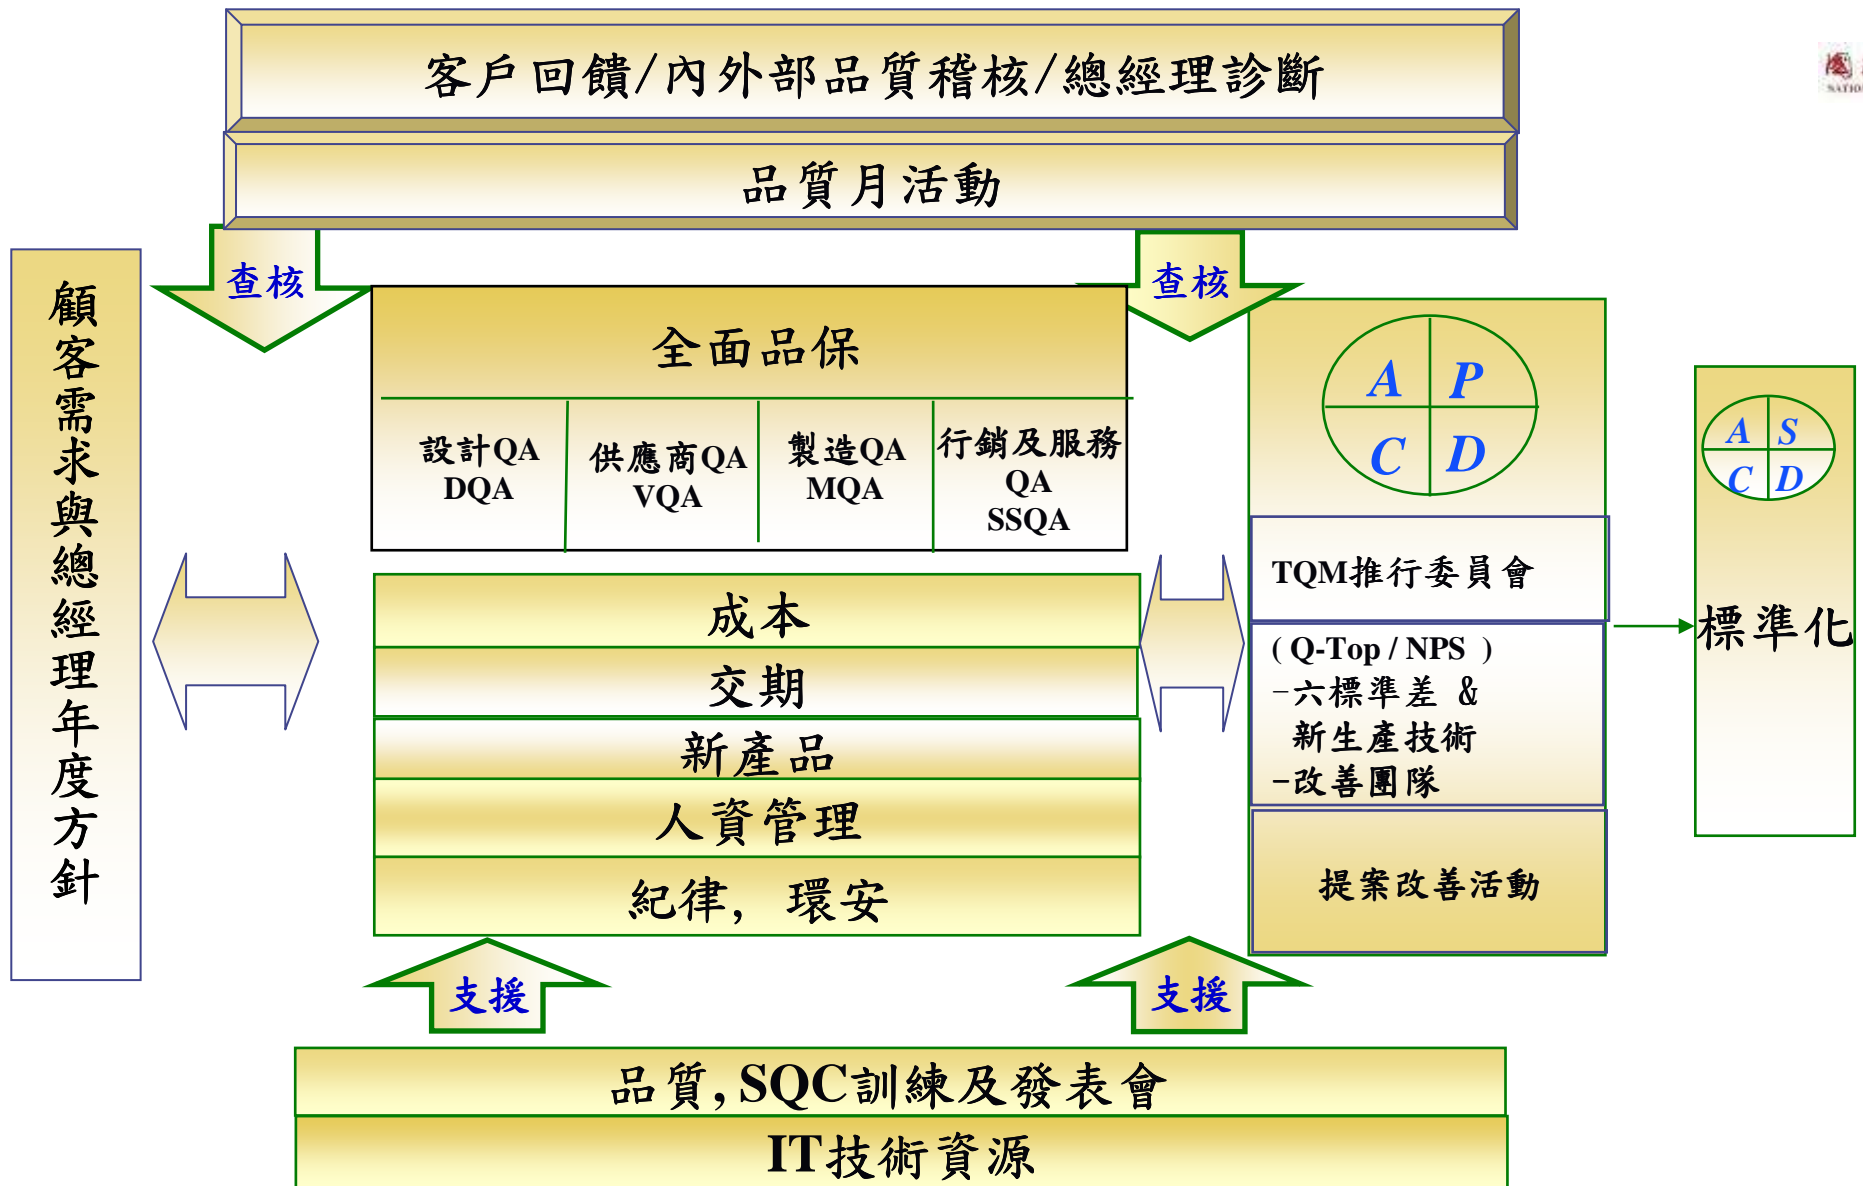 客戶回饋/內外部品質稽核/總經理診斷
品質月活動
查核
查核
顧客需求與總經理年度方針
全面品保
設計QA
DQA
供應商QA
VQA
製造QA
MQA
行銷及服務
QA
SSQA
成本
交期
新產品
人資管理
紀律, 環安
A P
C D
TQM推行委員會
( Q-Top / NPS )
-六標準差 &
新生產技術
-改善團隊
提案改善活動
A S
C D
標準化
支援
支援
品質,SQC訓練及發表會
IT技術資源